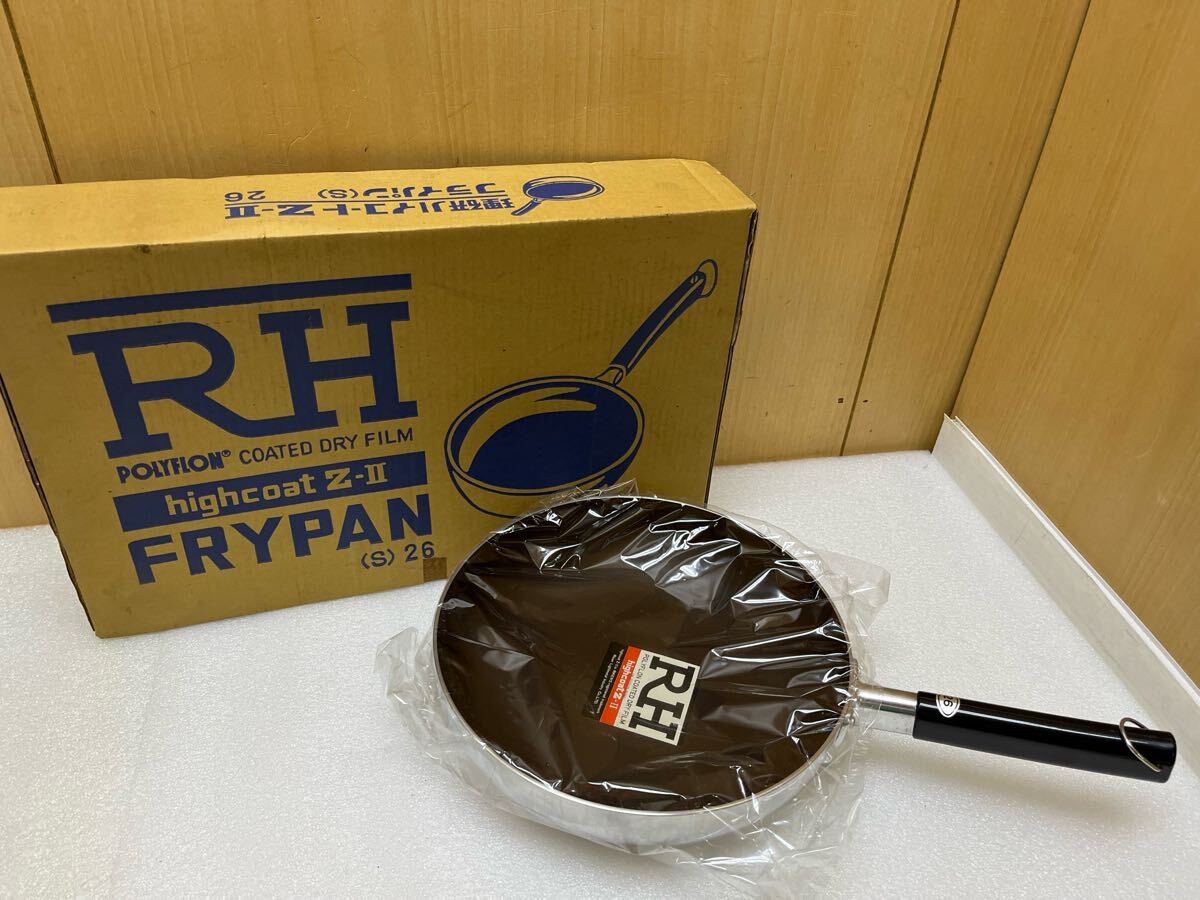 理研ハイコートZ-II
フライパン(S) 26
RH
POLYFLON® COATED DRY FILM
highcoat Z-II
FRYPAN
(S) 26
RH
POLYFLON COATED DRY FILM
highcoat Z-II
26